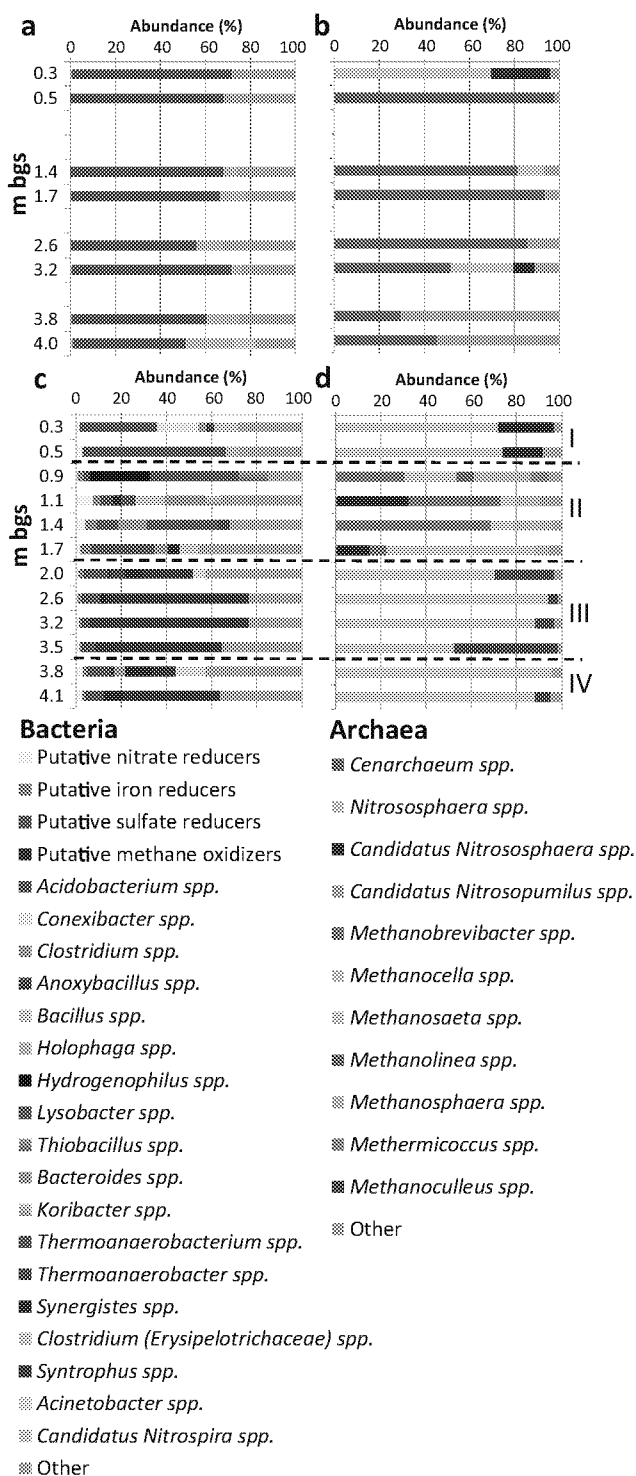 a Abundance (%) b Abundance (%)
0 20 40 60 80 100 0 20 40 60 80 100
0.3
0.5
1.4
1.7
2.6
3.2
3.8
4.0
m bgs
c Abundance (%) d Abundance (%)
0 20 40 60 80 100 0 20 40 60 80 100
0.3
0.5
0.9
1.1
1.4
1.7
2.0
2.6
3.2
3.5
3.8
4.1
m bgs
I
II
III
IV
Bacteria
Putative nitrate reducers
Putative iron reducers
Putative sulfate reducers
Putative methane oxidizers
Acidobacterium spp.
Conexibacter spp.
Clostridium spp.
Anoxybacillus spp.
Bacillus spp.
Holophaga spp.
Hydrogenophilus spp.
Lysobacter spp.
Thiobacillus spp.
Bacteroides spp.
Koribacter spp.
Thermoanaerobacterium spp.
Thermoanaerobacter spp.
Synergistes spp.
Clostridium (Erysipelotrichaceae) spp.
Syntrophus spp.
Acinetobacter spp.
Candidatus Nitrospira spp.
Other
Archaea
Cenarchaeum spp.
Nitrososphaera spp.
Candidatus Nitrososphaera spp.
Candidatus Nitrosopumilus spp.
Methanobrevibacter spp.
Methanocella spp.
Methanosaeta spp.
Methanolinea spp.
Methanosphaera spp.
Methermicoccus spp.
Methanoculleus spp.
Other